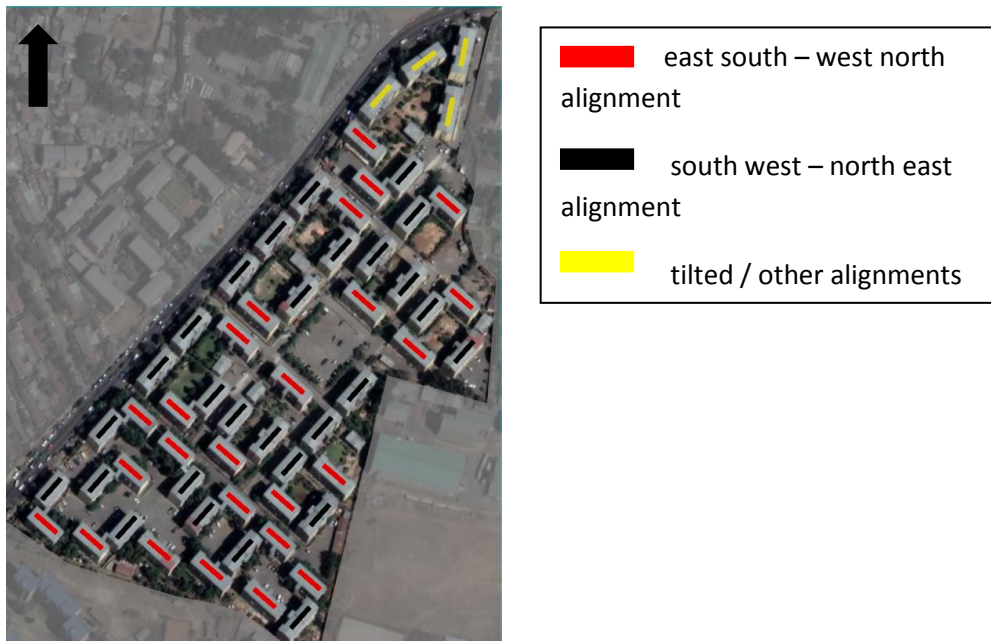 east south – west north
alignment
south west – north east
alignment
tilted / other alignments